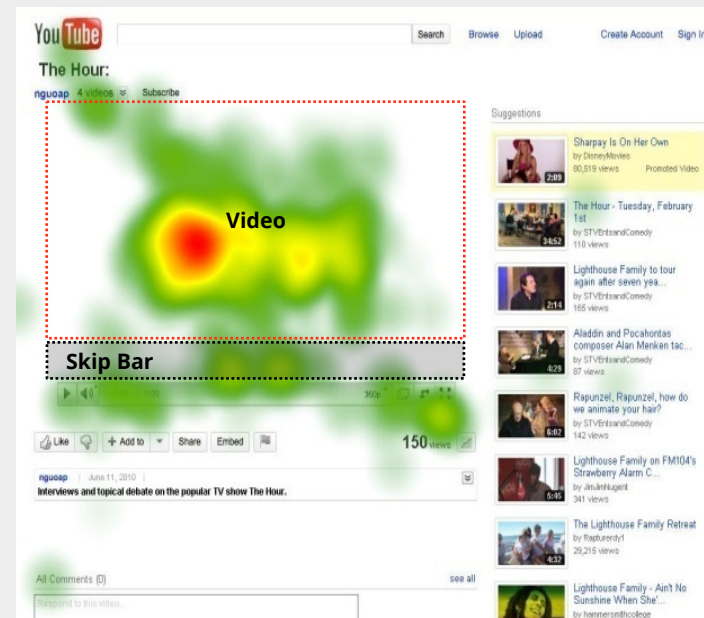 YouTube
Search Browse Upload Create Account Sign In
The Hour:
nguoap 4 videos Subscribe
Video
Skip Bar
360p
Like Add to Share Embed 150 views
nguoap June 11, 2010
Interviews and topical debate on the popular TV show The Hour.
All Comments (0) see all
Respond to this video...
Suggestions
2:09
Sharpay Is On Her Own
by DisneyMovies
80,519 views Promoted Video
34:52
The Hour - Tuesday, February
1st
by STVEntsandComedy
110 views
2:14
Lighthouse Family to tour
again after seven yea...
by STVEntsandComedy
165 views
4:29
Aladdin and Pocahontas
composer Alan Menken tac...
by STVEntsandComedy
87 views
6:02
Rapunzel, Rapunzel, how do
we animate your hair?
by STVEntsandComedy
142 views
5:45
Lighthouse Family on FM104's
Strawberry Alarm C...
by JimJimNugent
341 views
4:32
The Lighthouse Family Retreat
by Rapturerdy1
29,215 views
Lighthouse Family - Ain't No
Sunshine When She'...
by hammersmithcollege